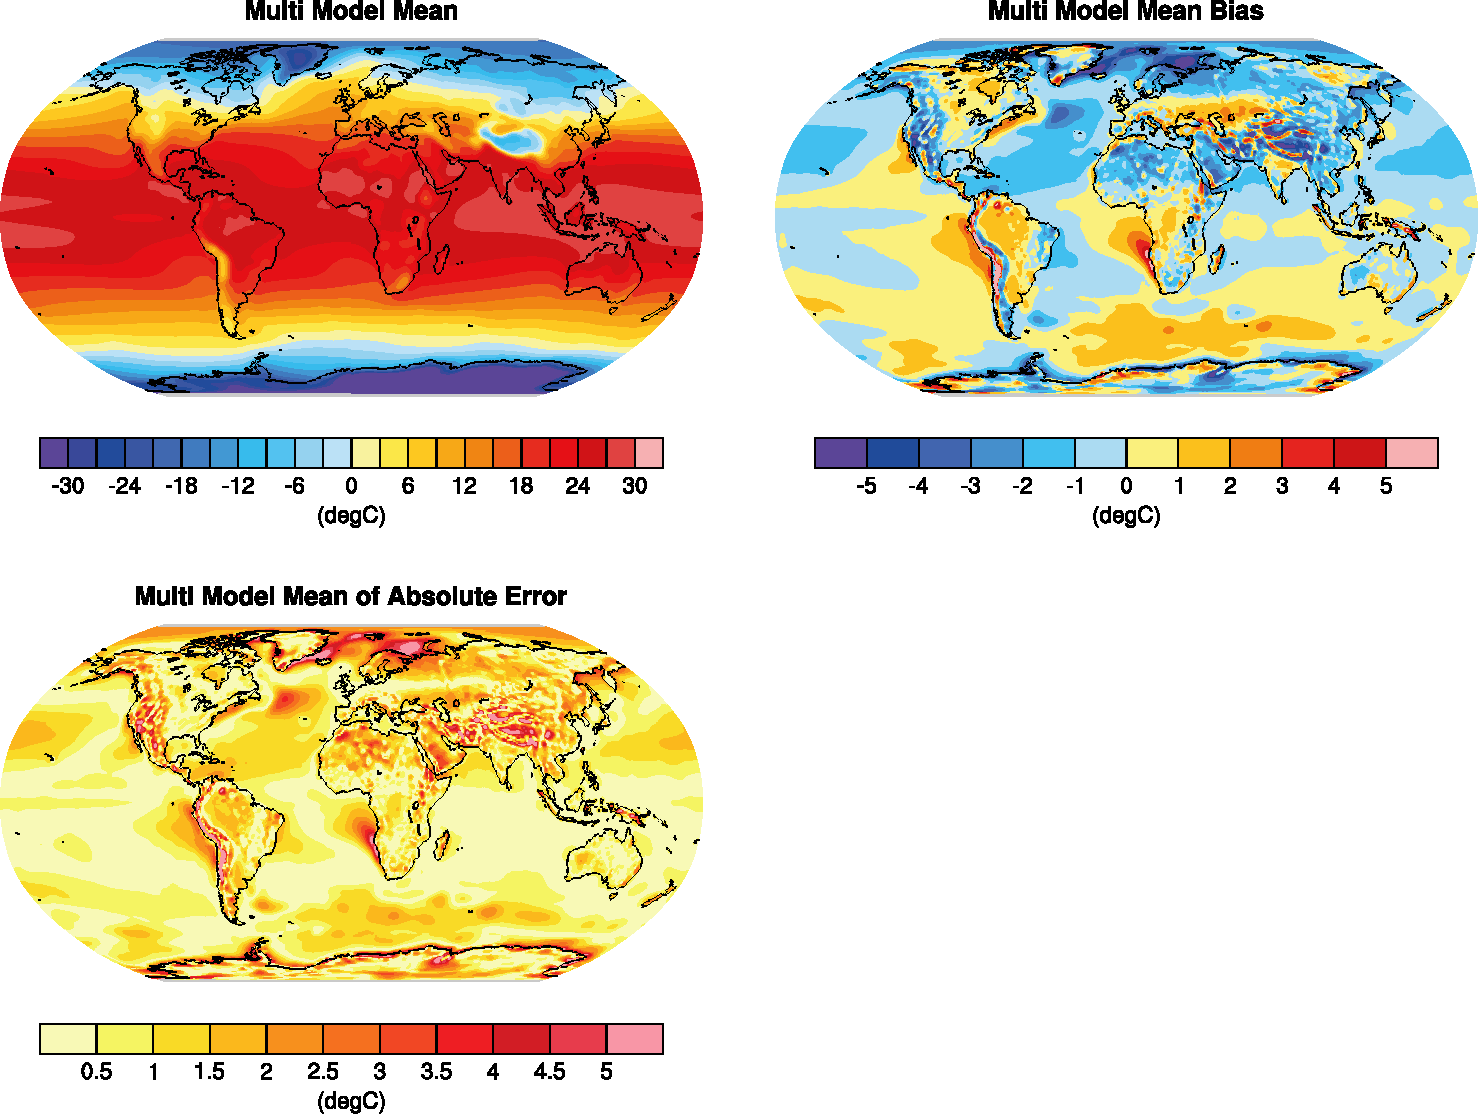 Multi Model Mean
-30 -24 -18 -12 -6 0 6 12 18 24 30
(degC)
Multi Model Mean Bias
-5 -4 -3 -2 -1 0 1 2 3 4 5
(degC)
Multi Model Mean of Absolute Error
0.5 1 1.5 2 2.5 3 3.5 4 4.5 5
(degC)